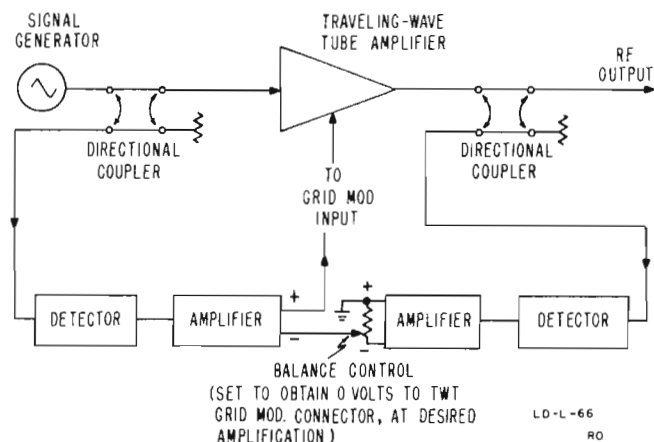 SIGNAL
GENERATOR
TRAVELING-WAVE
TUBE AMPLIFIER
RF
OUTPUT
DIRECTIONAL
COUPLER
TO
GRID MOD
INPUT
DIRECTIONAL
COUPLER
DETECTOR
AMPLIFIER
+
−
+
−
AMPLIFIER
DETECTOR
BALANCE CONTROL
(SET TO OBTAIN 0 VOLTS TO TWT
GRID MOD. CONNECTOR, AT DESIRED
AMPLIFICATION)
LD-L-66
RO